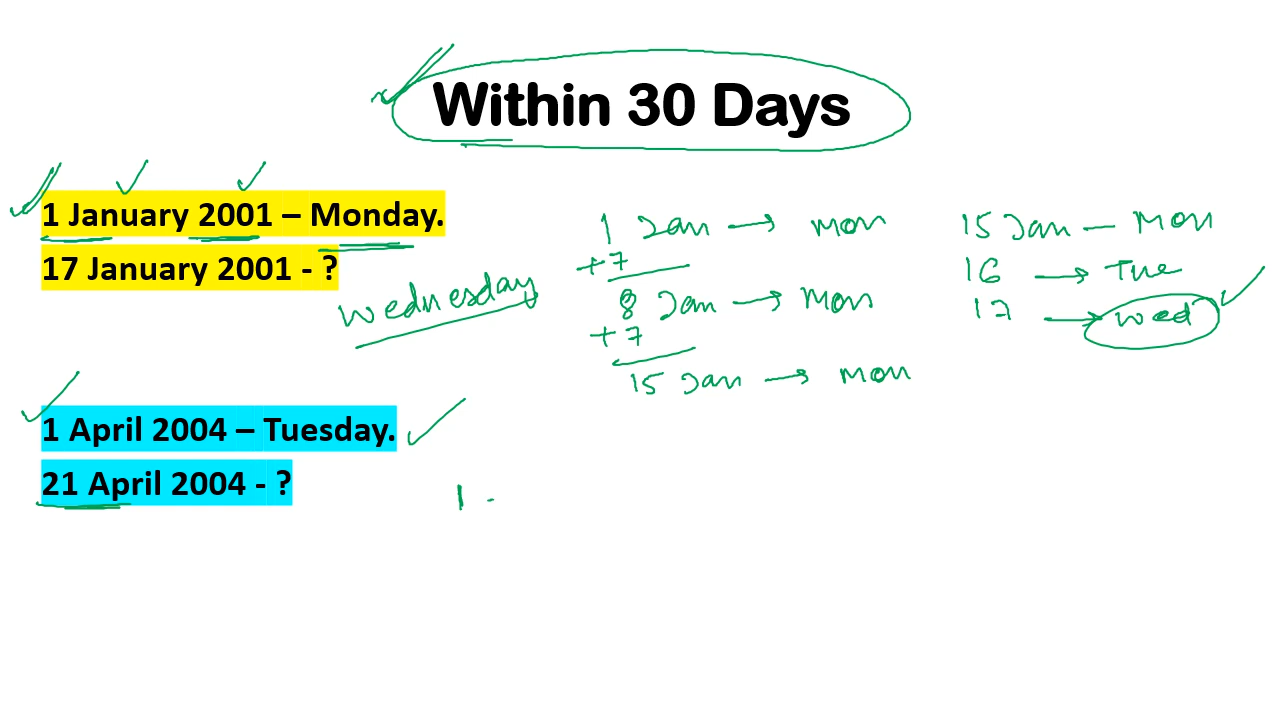 Within 30 Days
1 January 2001 – Monday.
17 January 2001 - ?
wednesday
1 Jan → mon
+7
8 Jan → mon
+7
15 Jan → mon
15 Jan — Mon
16 → Tue
17 → wed
1 April 2004 – Tuesday.
21 April 2004 - ?
1 -